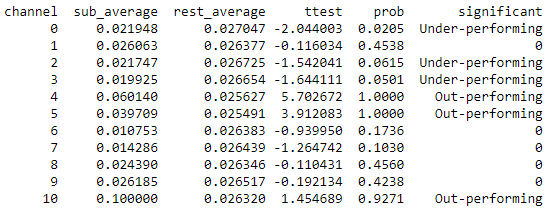 channel sub_average rest_average ttest prob significant
0 0.021948 0.027047 -2.044003 0.0205 Under-performing
1 0.026063 0.026377 -0.116034 0.4538 0
2 0.021747 0.026725 -1.542041 0.0615 Under-performing
3 0.019925 0.026654 -1.644111 0.0501 Under-performing
4 0.060140 0.025627 5.702672 1.0000 Out-performing
5 0.039709 0.025491 3.912083 1.0000 Out-performing
6 0.010753 0.026383 -0.939950 0.1736 0
7 0.014286 0.026439 -1.264742 0.1030 0
8 0.024390 0.026346 -0.110431 0.4560 0
9 0.026185 0.026517 -0.192134 0.4238 0
10 0.100000 0.026320 1.454689 0.9271 Out-performing